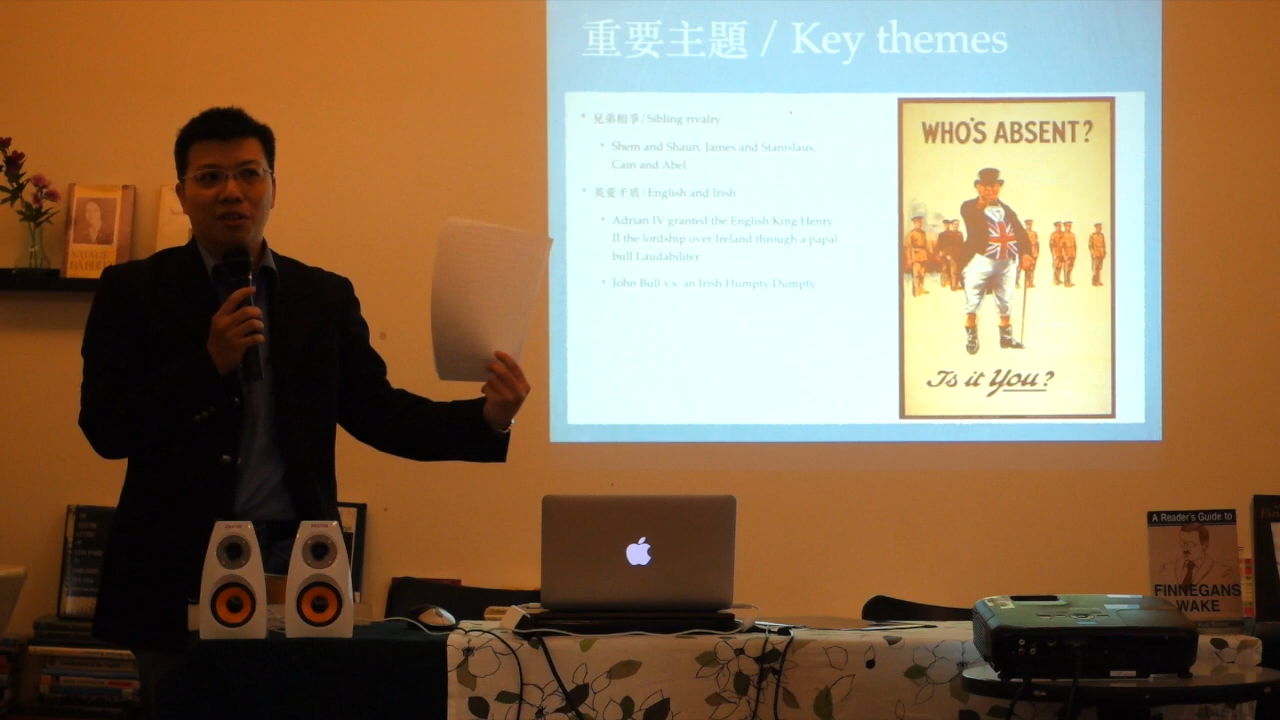 重要主題 / Key themes
兄弟相爭 / Sibling rivalry
Shem and Shaun, James and Stanislaus,
Cain and Abel
英愛矛盾 / English and Irish
Adrian IV granted the English King Henry
II the lordship over Ireland through a papal
bull Laudabiliter
John Bull v.s. an Irish Humpty Dumpty
WHO'S ABSENT?
Is it You?
A Reader's Guide to
FINNEGANS
WAKE